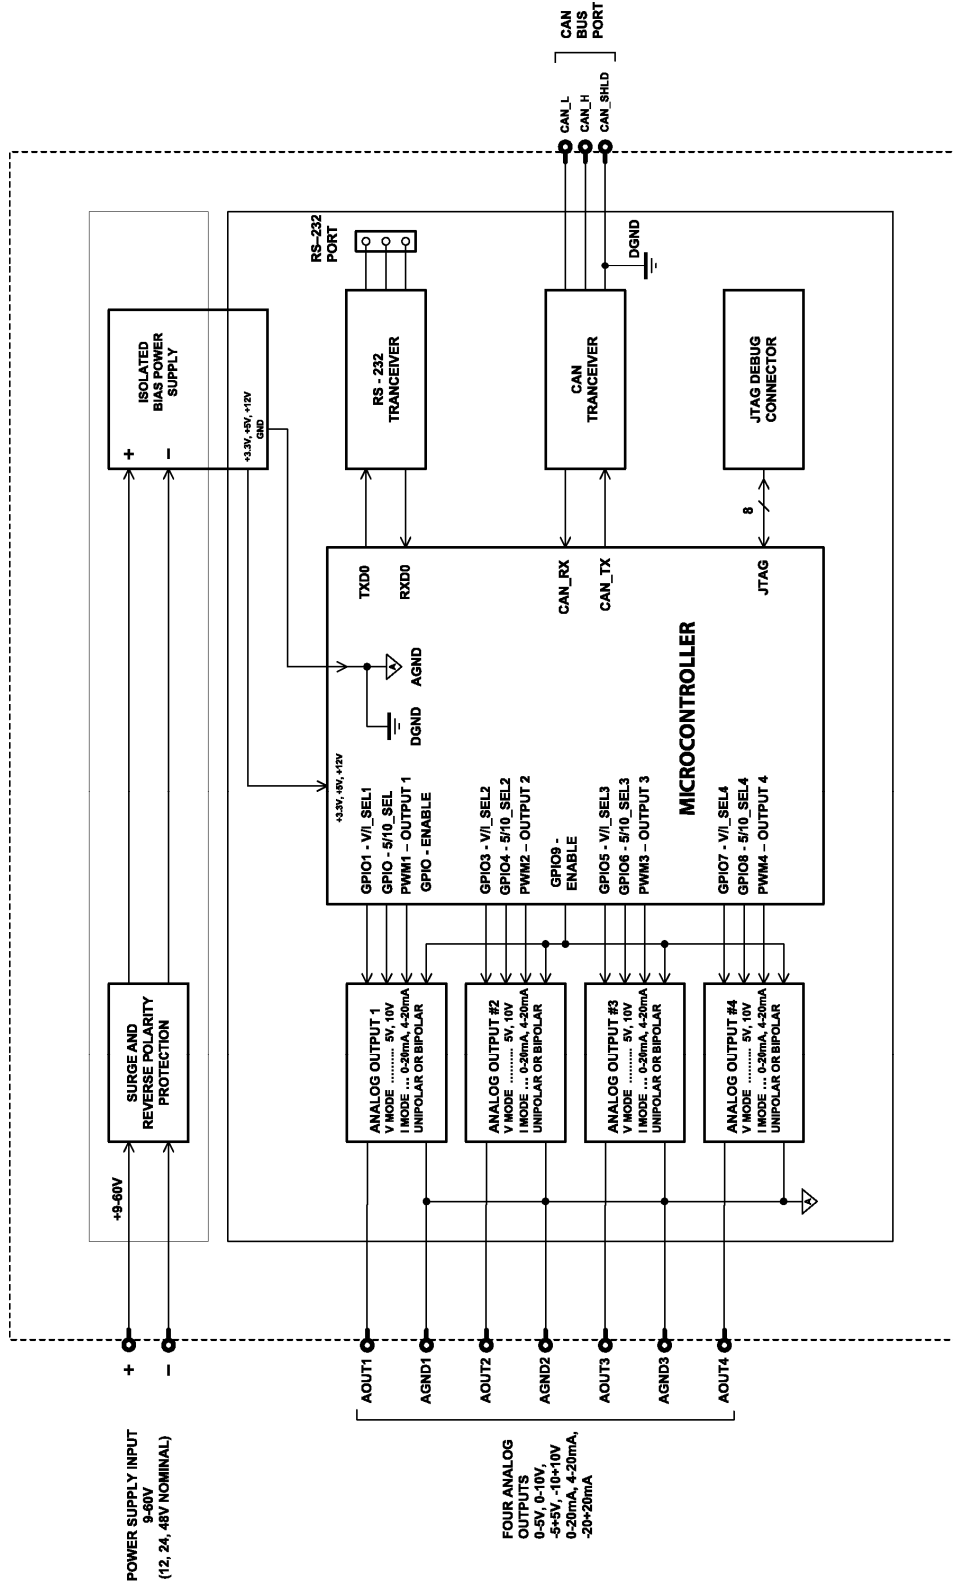 POWER SUPPLY INPUT
9-60V
(12, 24, 48V NOMINAL)
+
–
+9-60V
SURGE AND
REVERSE POLARITY
PROTECTION
+
–
ISOLATED
BIAS POWER
SUPPLY
+3.3V, +5V, +12V
GND
FOUR ANALOG
OUTPUTS
0-5V, 0-10V,
-5+5V, -10+10V
0-20mA, 4-20mA,
-20+20mA
AOUT1
AGND1
AOUT2
AGND2
AOUT3
AGND3
AOUT4
ANALOG OUTPUT 1
V MODE ......... 5V, 10V
I MODE ... 0-20mA, 4-20mA
UNIPOLAR OR BIPOLAR
ANALOG OUTPUT #2
V MODE ......... 5V, 10V
I MODE ... 0-20mA, 4-20mA
UNIPOLAR OR BIPOLAR
ANALOG OUTPUT #3
V MODE ......... 5V, 10V
I MODE ... 0-20mA, 4-20mA
UNIPOLAR OR BIPOLAR
ANALOG OUTPUT #4
V MODE ......... 5V, 10V
I MODE ... 0-20mA, 4-20mA
UNIPOLAR OR BIPOLAR
A
+3.3V, +5V, +12V
GPIO1 - V/I_SEL1
GPIO - 5/10_SEL
PWM1 – OUTPUT 1
GPIO - ENABLE
GPIO3 - V/I_SEL2
GPIO4 - 5/10_SEL2
PWM2 – OUTPUT 2
GPIO9 -
ENABLE
GPIO5 - V/I_SEL3
GPIO6 - 5/10_SEL3
PWM3 – OUTPUT 3
GPIO7 - V/I_SEL4
GPIO8 - 5/10_SEL4
PWM4 – OUTPUT 4
DGND
A
AGND
MICROCONTROLLER
TXD0
RXD0
CAN_RX
CAN_TX
JTAG
8
RS - 232
TRANCEIVER
CAN
TRANCEIVER
JTAG DEBUG
CONNECTOR
RS–232
PORT
DGND
CAN_L
CAN_H
CAN_SHLD
CAN
BUS
PORT